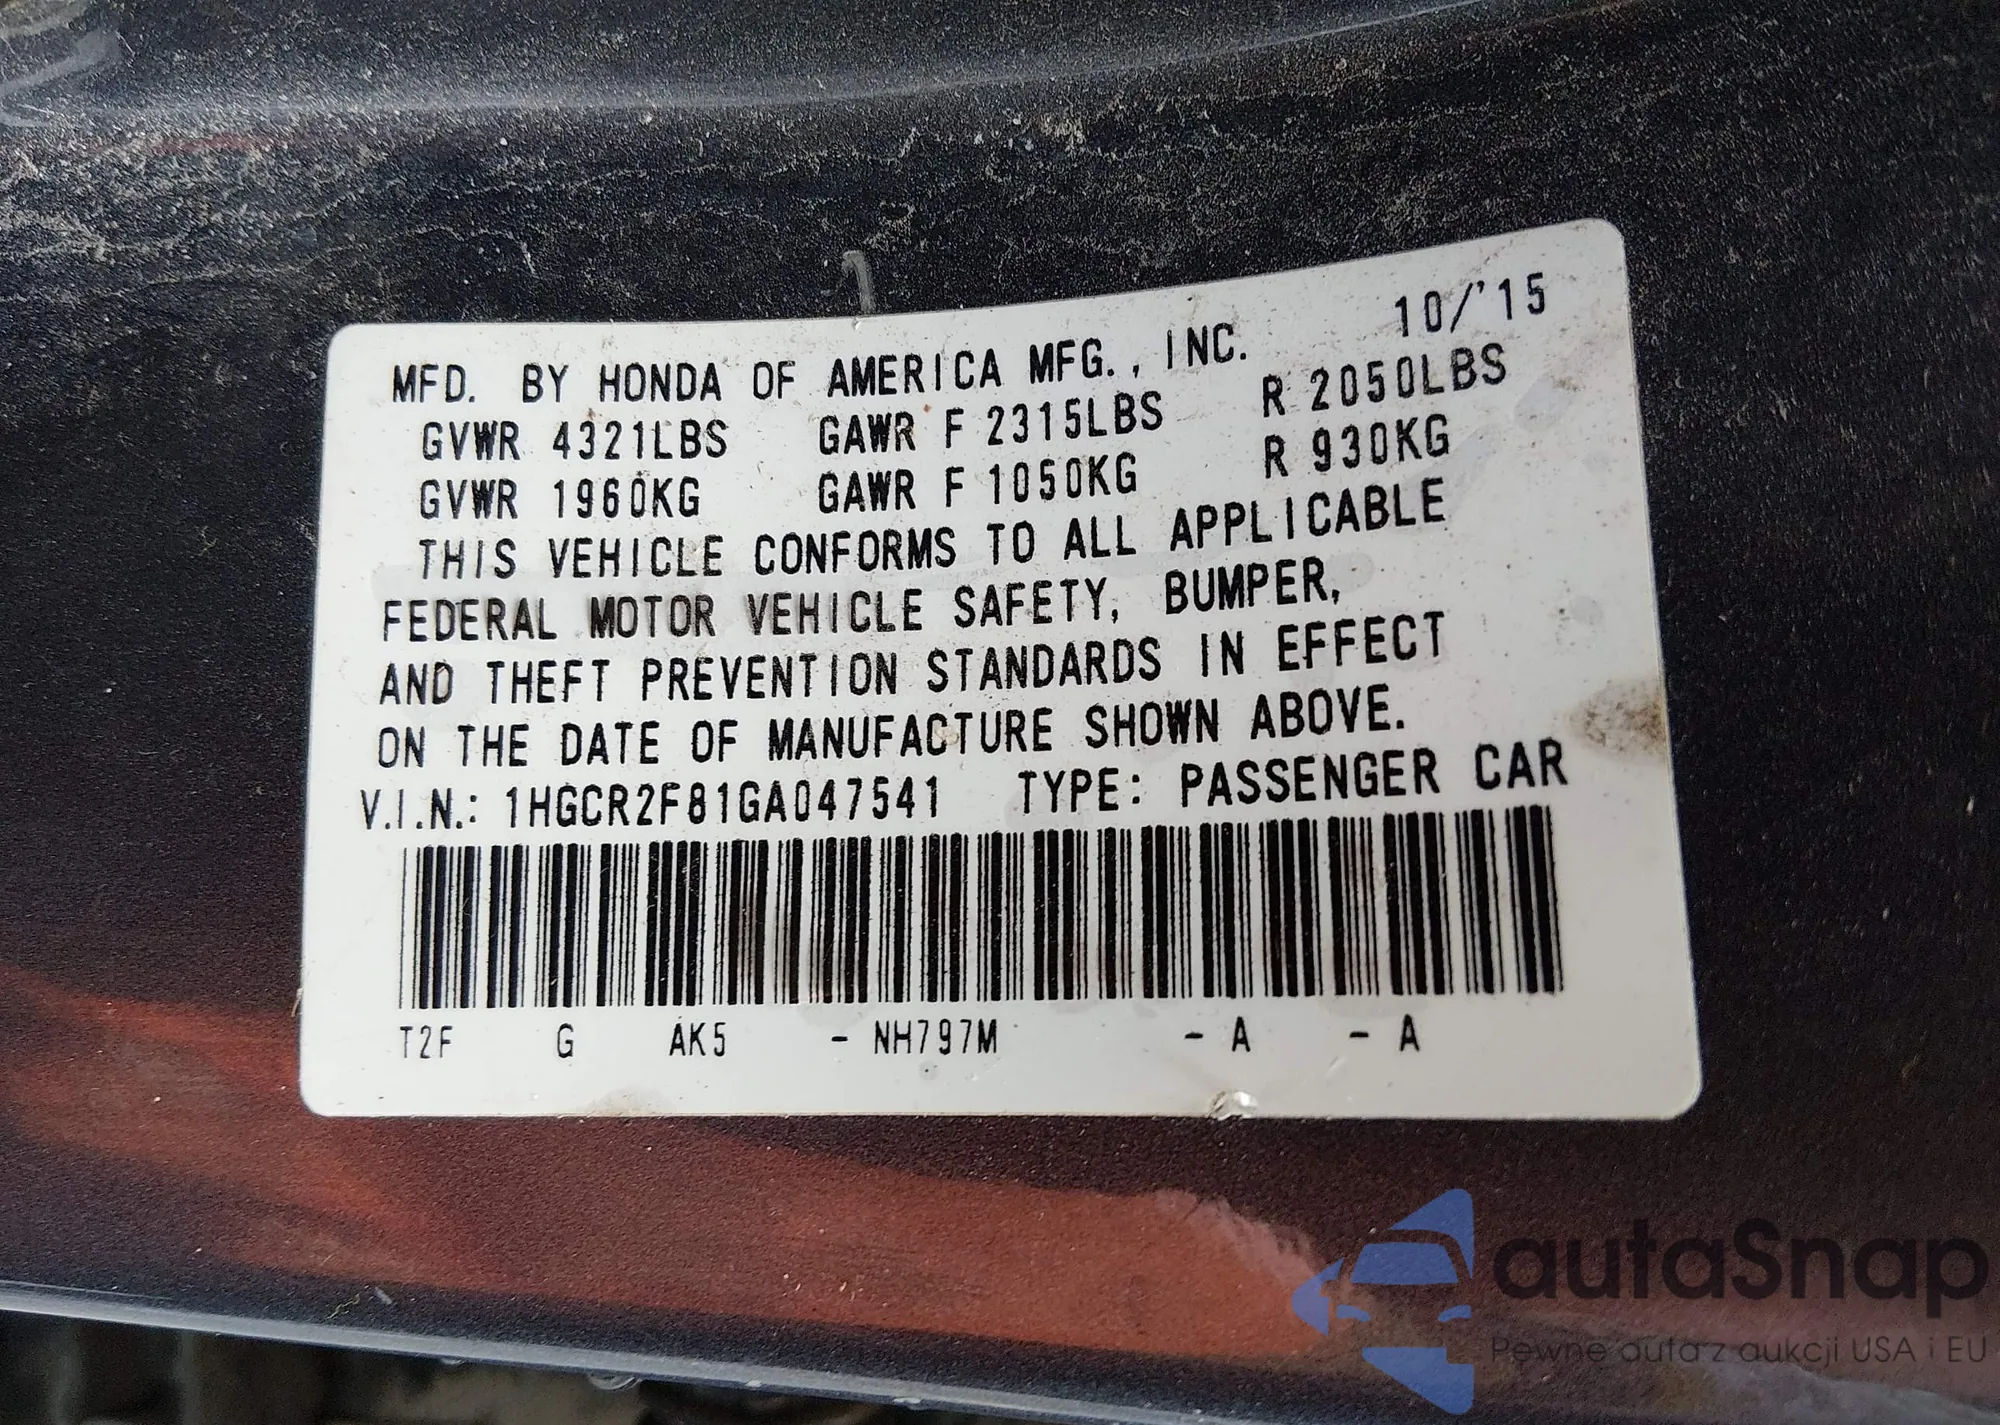 MFD. BY HONDA OF AMERICA MFG., INC. 10/'15
GVWR 4321LBS GAWR F 2315LBS R 2050LBS
GVWR 1960KG GAWR F 1050KG R 930KG
THIS VEHICLE CONFORMS TO ALL APPLICABLE
FEDERAL MOTOR VEHICLE SAFETY, BUMPER,
AND THEFT PREVENTION STANDARDS IN EFFECT
ON THE DATE OF MANUFACTURE SHOWN ABOVE.
V.I.N.: 1HGCR2F81GA047541 TYPE: PASSENGER CAR
T2F G AK5 - NH797M - A - A
autaSnap
Pewne auta z aukcji USA i EU